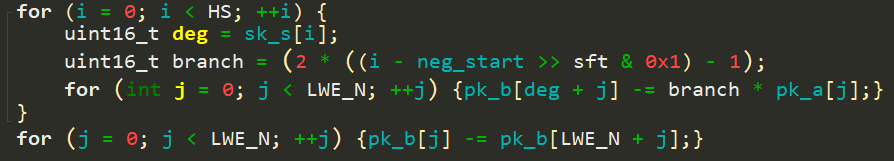 for (i = 0; i < HS; ++i) {
    uint16_t deg = sk_s[i];
    uint16_t branch = (2 * ((i - neg_start >> sft & 0x1) - 1);
    for (int j = 0; j < LWE_N; ++j) {pk_b[deg + j] -= branch * pk_a[j];}
}
for (j = 0; j < LWE_N; ++j) {pk_b[j] -= pk_b[LWE_N + j];}